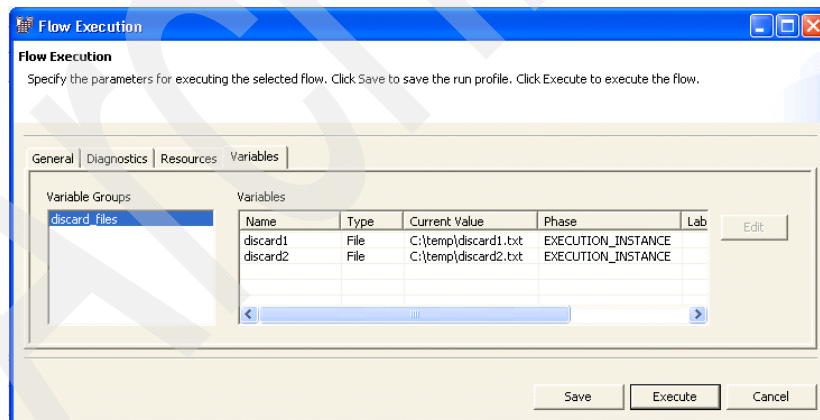 Flow Execution
Flow Execution
Specify the parameters for executing the selected flow. Click Save to save the run profile. Click Execute to execute the flow.
General Diagnostics Resources Variables
Variable Groups Variables
discard_files
Name Type Current Value Phase Lab
discard1 File C:\temp\discard1.txt EXECUTION_INSTANCE
discard2 File C:\temp\discard2.txt EXECUTION_INSTANCE
Edit
Save Execute Cancel